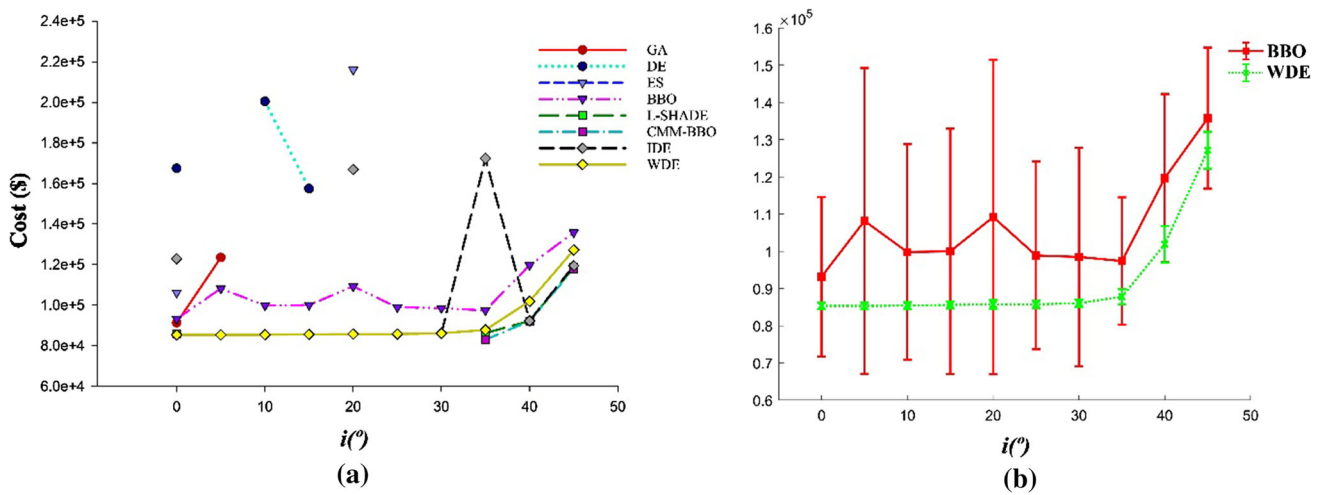 2.4e+5
2.2e+5
2.0e+5
1.8e+5
1.6e+5
1.4e+5
1.2e+5
1.0e+5
8.0e+4
6.0e+4
Cost ($)
0
10
20
30
40
50
i(º)
(a)
GA
DE
ES
BBO
L-SHADE
CMM-BBO
IDE
WDE
×10⁵
1.6
1.5
1.4
1.3
1.2
1.1
1
0.9
0.8
0.7
0.6
0
10
20
30
40
50
i(º)
(b)
BBO
WDE